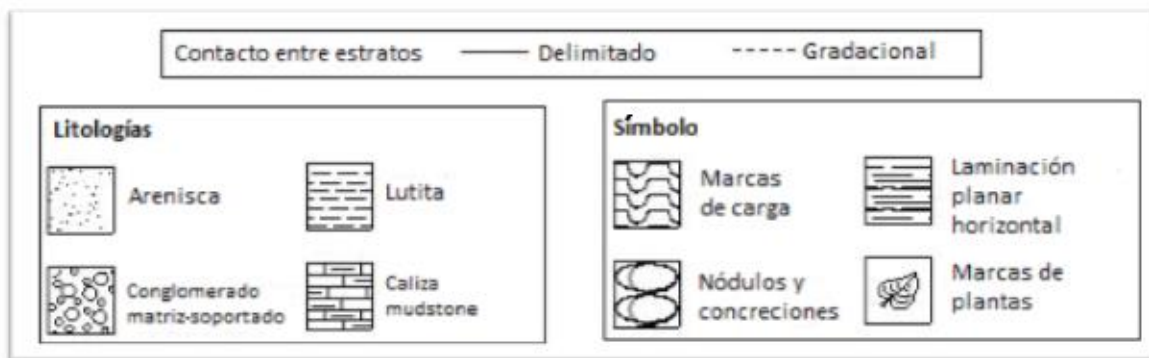 Contacto entre estratos Delimitado Gradacional
Litologías
Arenisca
Lutita
Conglomerado
matriz-soportado
Caliza
mudstone
Símbolo
Marcas
de carga
Laminación
planar
horizontal
Nódulos y
concreciones
Marcas de
plantas